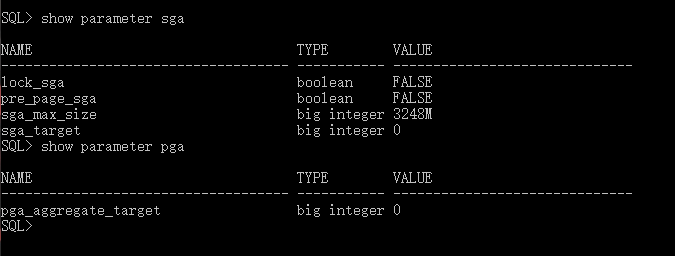 SQL> show parameter sga
NAME                                 TYPE        VALUE
------------------------------------ ----------- ------------------------------
lock_sga                             boolean     FALSE
pre_page_sga                         boolean     FALSE
sga_max_size                         big integer 3248M
sga_target                           big integer 0
SQL> show parameter pga
NAME                                 TYPE        VALUE
------------------------------------ ----------- ------------------------------
pga_aggregate_target                 big integer 0
SQL>